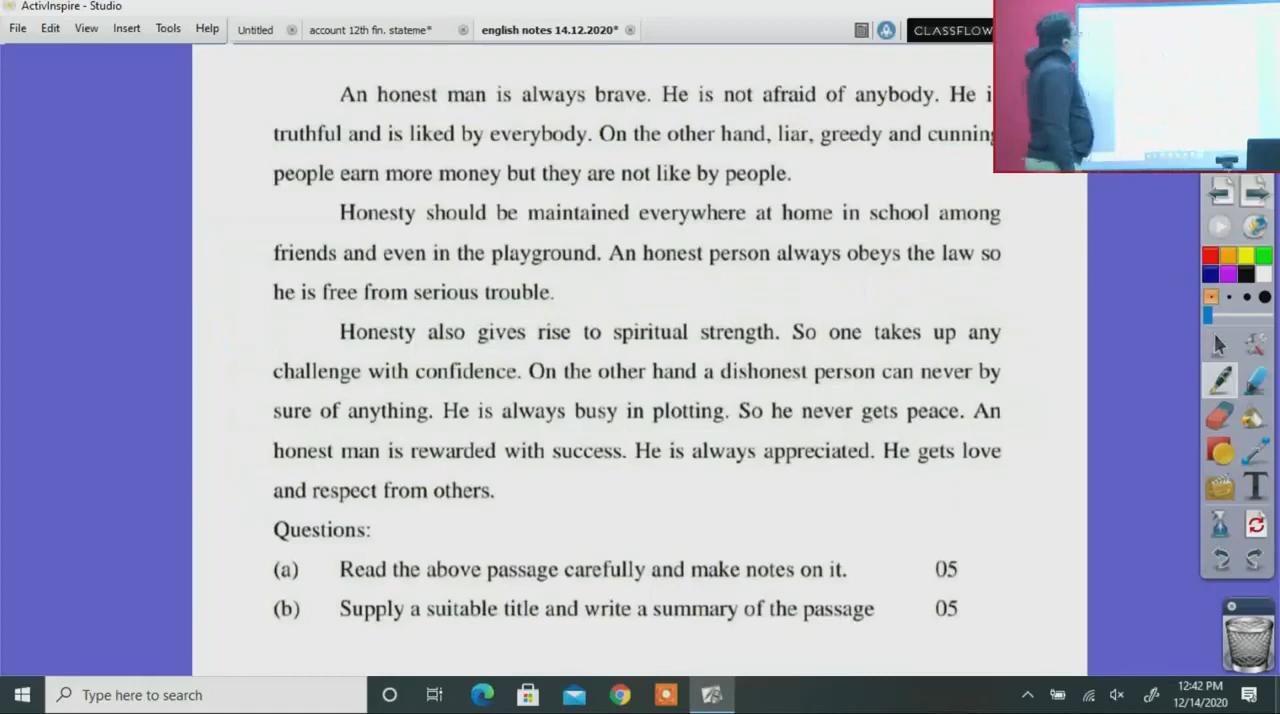 ActivInspire - Studio
File Edit View Insert Tools Help Untitled account 12th fin. stateme* english notes 14.12.2020* CLASSFLOW
An honest man is always brave. He is not afraid of anybody. He i
truthful and is liked by everybody. On the other hand, liar, greedy and cunning
people earn more money but they are not like by people.
Honesty should be maintained everywhere at home in school among
friends and even in the playground. An honest person always obeys the law so
he is free from serious trouble.
Honesty also gives rise to spiritual strength. So one takes up any
challenge with confidence. On the other hand a dishonest person can never by
sure of anything. He is always busy in plotting. So he never gets peace. An
honest man is rewarded with success. He is always appreciated. He gets love
and respect from others.
Questions:
(a) Read the above passage carefully and make notes on it. 05
(b) Supply a suitable title and write a summary of the passage 05
Type here to search
12:42 PM
12/14/2020